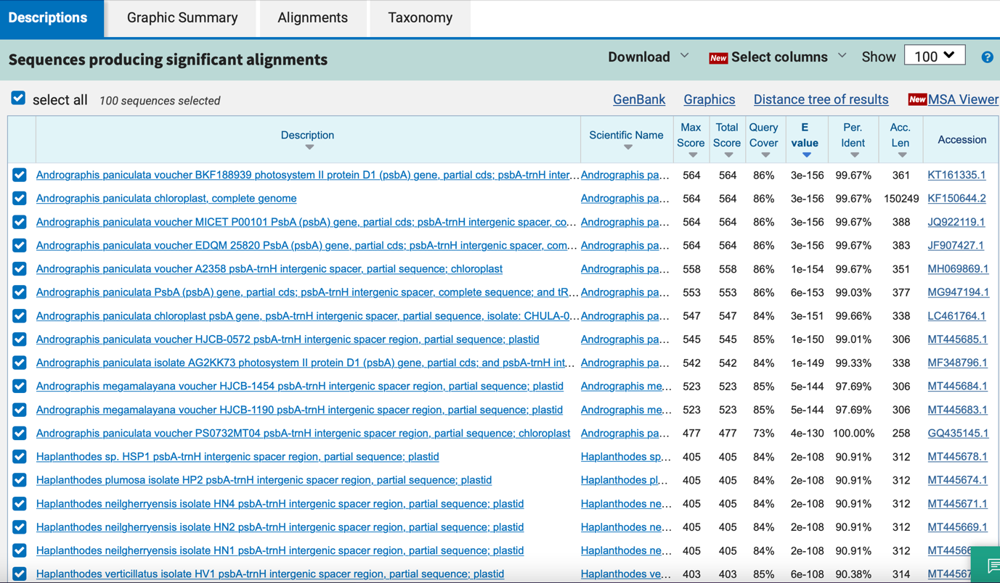 Descriptions Graphic Summary Alignments Taxonomy
Sequences producing significant alignments Download New Select columns Show 100 ?
select all 100 sequences selected GenBank Graphics Distance tree of results New MSA Viewer
Description Scientific Name Max Score Total Score Query Cover E value Per. Ident Acc. Len Accession
Andrographis paniculata voucher BKF188939 photosystem II protein D1 (psbA) gene, partial cds; psbA-trnH inter... Andrographis pa... 564 564 86% 3e-156 99.67% 361 KT161335.1
Andrographis paniculata chloroplast, complete genome Andrographis pa... 564 564 86% 3e-156 99.67% 150249 KF150644.2
Andrographis paniculata voucher MICET P00101 PsbA (psbA) gene, partial cds; psbA-trnH intergenic spacer, co... Andrographis pa... 564 564 86% 3e-156 99.67% 388 JQ922119.1
Andrographis paniculata voucher EDQM 25820 PsbA (psbA) gene, partial cds; psbA-trnH intergenic spacer, com... Andrographis pa... 564 564 86% 3e-156 99.67% 383 JF907427.1
Andrographis paniculata voucher A2358 psbA-trnH intergenic spacer, partial sequence; chloroplast Andrographis pa... 558 558 86% 1e-154 99.67% 351 MH069869.1
Andrographis paniculata PsbA (psbA) gene, partial cds; psbA-trnH intergenic spacer, complete sequence; and tR... Andrographis pa... 553 553 86% 6e-153 99.03% 377 MG947194.1
Andrographis paniculata chloroplast psbA gene, psbA-trnH intergenic spacer, partial sequence, isolate: CHULA-0... Andrographis pa... 547 547 84% 3e-151 99.66% 338 LC461764.1
Andrographis paniculata voucher HJCB-0572 psbA-trnH intergenic spacer region, partial sequence; plastid Andrographis pa... 545 545 85% 1e-150 99.01% 306 MT445685.1
Andrographis paniculata isolate AG2KK73 photosystem II protein D1 (psbA) gene, partial cds; and psbA-trnH int... Andrographis pa... 542 542 84% 1e-149 99.33% 338 MF348796.1
Andrographis megamalayana voucher HJCB-1454 psbA-trnH intergenic spacer region, partial sequence; plastid Andrographis me... 523 523 85% 5e-144 97.69% 306 MT445684.1
Andrographis megamalayana voucher HJCB-1190 psbA-trnH intergenic spacer region, partial sequence; plastid Andrographis me... 523 523 85% 5e-144 97.69% 306 MT445683.1
Andrographis paniculata voucher PS0732MT04 psbA-trnH intergenic spacer region, partial sequence; chloroplast Andrographis pa... 477 477 73% 4e-130 100.00% 258 GQ435145.1
Haplanthodes sp. HSP1 psbA-trnH intergenic spacer region, partial sequence; plastid Haplanthodes sp... 405 405 84% 2e-108 90.91% 312 MT445678.1
Haplanthodes plumosa isolate HP2 psbA-trnH intergenic spacer region, partial sequence; plastid Haplanthodes pl... 405 405 84% 2e-108 90.91% 312 MT445674.1
Haplanthodes neilgherryensis isolate HN4 psbA-trnH intergenic spacer region, partial sequence; plastid Haplanthodes ne... 405 405 84% 2e-108 90.91% 312 MT445671.1
Haplanthodes neilgherryensis isolate HN2 psbA-trnH intergenic spacer region, partial sequence; plastid Haplanthodes ne... 405 405 84% 2e-108 90.91% 312 MT445669.1
Haplanthodes neilgherryensis isolate HN1 psbA-trnH intergenic spacer region, partial sequence; plastid Haplanthodes ne... 405 405 84% 2e-108 90.91% 312
Haplanthodes verticillatus isolate HV1 psbA-trnH intergenic spacer region, partial sequence; plastid Haplanthodes ve... 403 403 85% 6e-108 90.38% 314